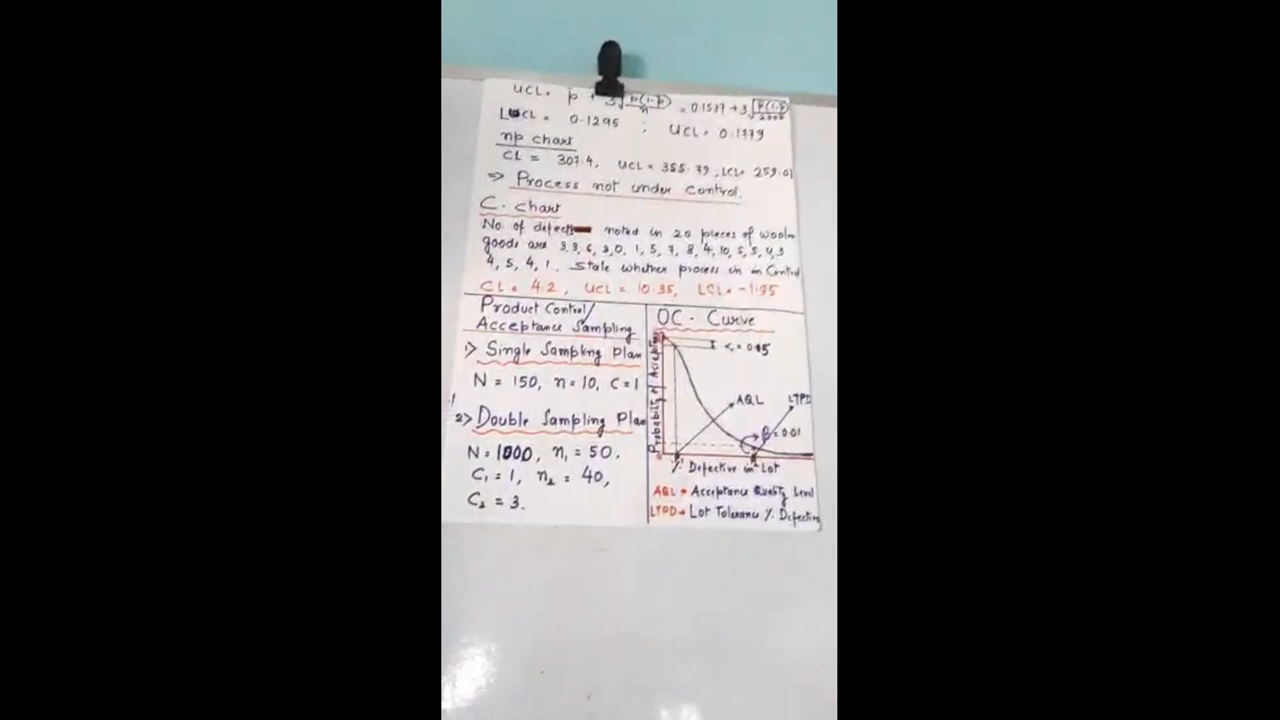 UCL = p + 3√p(1-p)/n = 0.1537 + 3√p(1-p)/2000
LCL = 0.1295 ; UCL = 0.1779
np chart
CL = 307.4, UCL = 355.79, LCL = 259.01
=> Process not under control.
C. chart
No. of defects noted in 20 pieces of woolen
goods are 3, 3, 6, 3, 0, 1, 5, 7, 8, 4, 10, 5, 5, 4, 3
4, 5, 4, 1. State whether process in in Control
CL = 4.2, UCL = 10.35, LCL = -1.95
Product Control/
Acceptance Sampling
1> Single Sampling Plan
N = 150, n = 10, C = 1
2> Double Sampling Plan
N = 1000, n₁ = 50.
C₁ = 1, n₂ = 40,
C₂ = 3.
OC - Curve
Probability of Acceptance
AQL
LTPD
β = 0.01
% Defective in Lot
AQL → Acceptance Quality Level
LTPD → Lot Tolerance % Defective